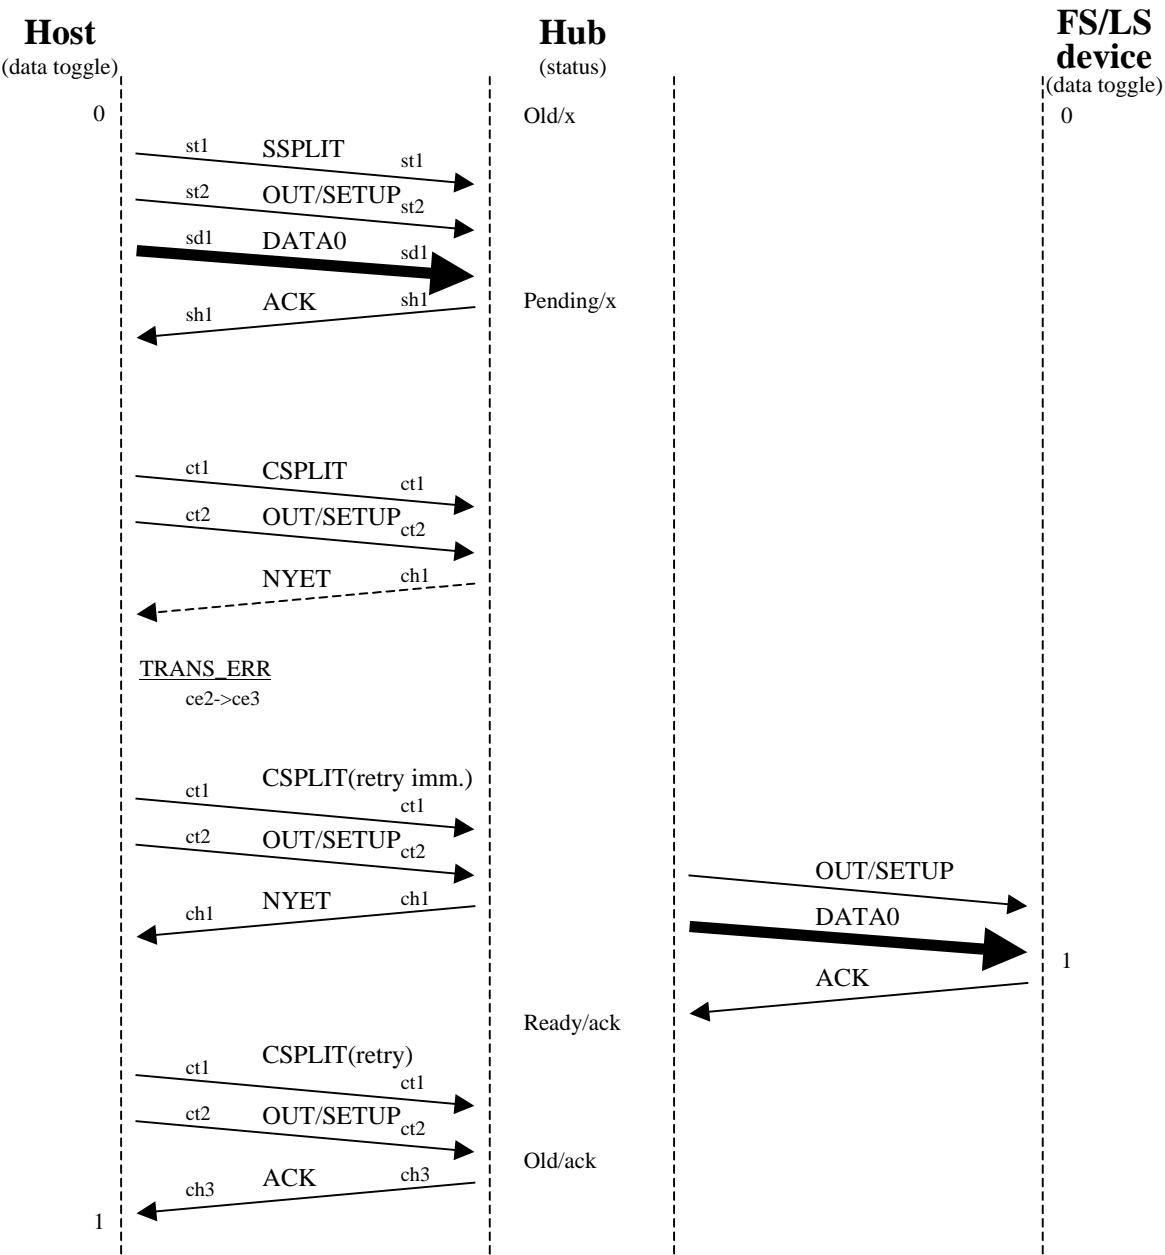 Host
(data toggle)
Hub
(status)
FS/LS
device
(data toggle)
0
Old/x
0
st1 SSPLIT st1
st2 OUT/SETUP st2
sd1 DATA0 sd1
ACK sh1 Pending/x
sh1
ct1 CSPLIT ct1
ct2 OUT/SETUP ct2
NYET ch1
TRANS_ERR
ce2->ce3
CSPLIT(retry imm.)
ct1 ct1
ct2 OUT/SETUP ct2
OUT/SETUP
NYET ch1
ch1
DATA0
1
ACK
Ready/ack
CSPLIT(retry)
ct1 ct1
ct2 OUT/SETUP ct2
Old/ack
ACK ch3
ch3
1